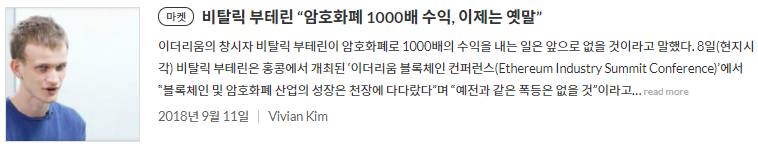 마켓 비탈릭 부테린 “암호화폐 1000배 수익, 이제는 옛말”
이더리움의 창시자 비탈릭 부테린이 암호화폐로 1000배의 수익을 내는 일은 앞으로 없을 것이라고 말했다. 8일(현지시
각) 비탈릭 부테린은 홍콩에서 개최된 ‘이더리움 블록체인 컨퍼런스(Ethereum Industry Summit Conference)’에서
“블록체인 및 암호화폐 산업의 성장은 천장에 다다랐다”며 “예전과 같은 폭등은 없을 것”이라고… read more
2018년 9월 11일 | Vivian Kim